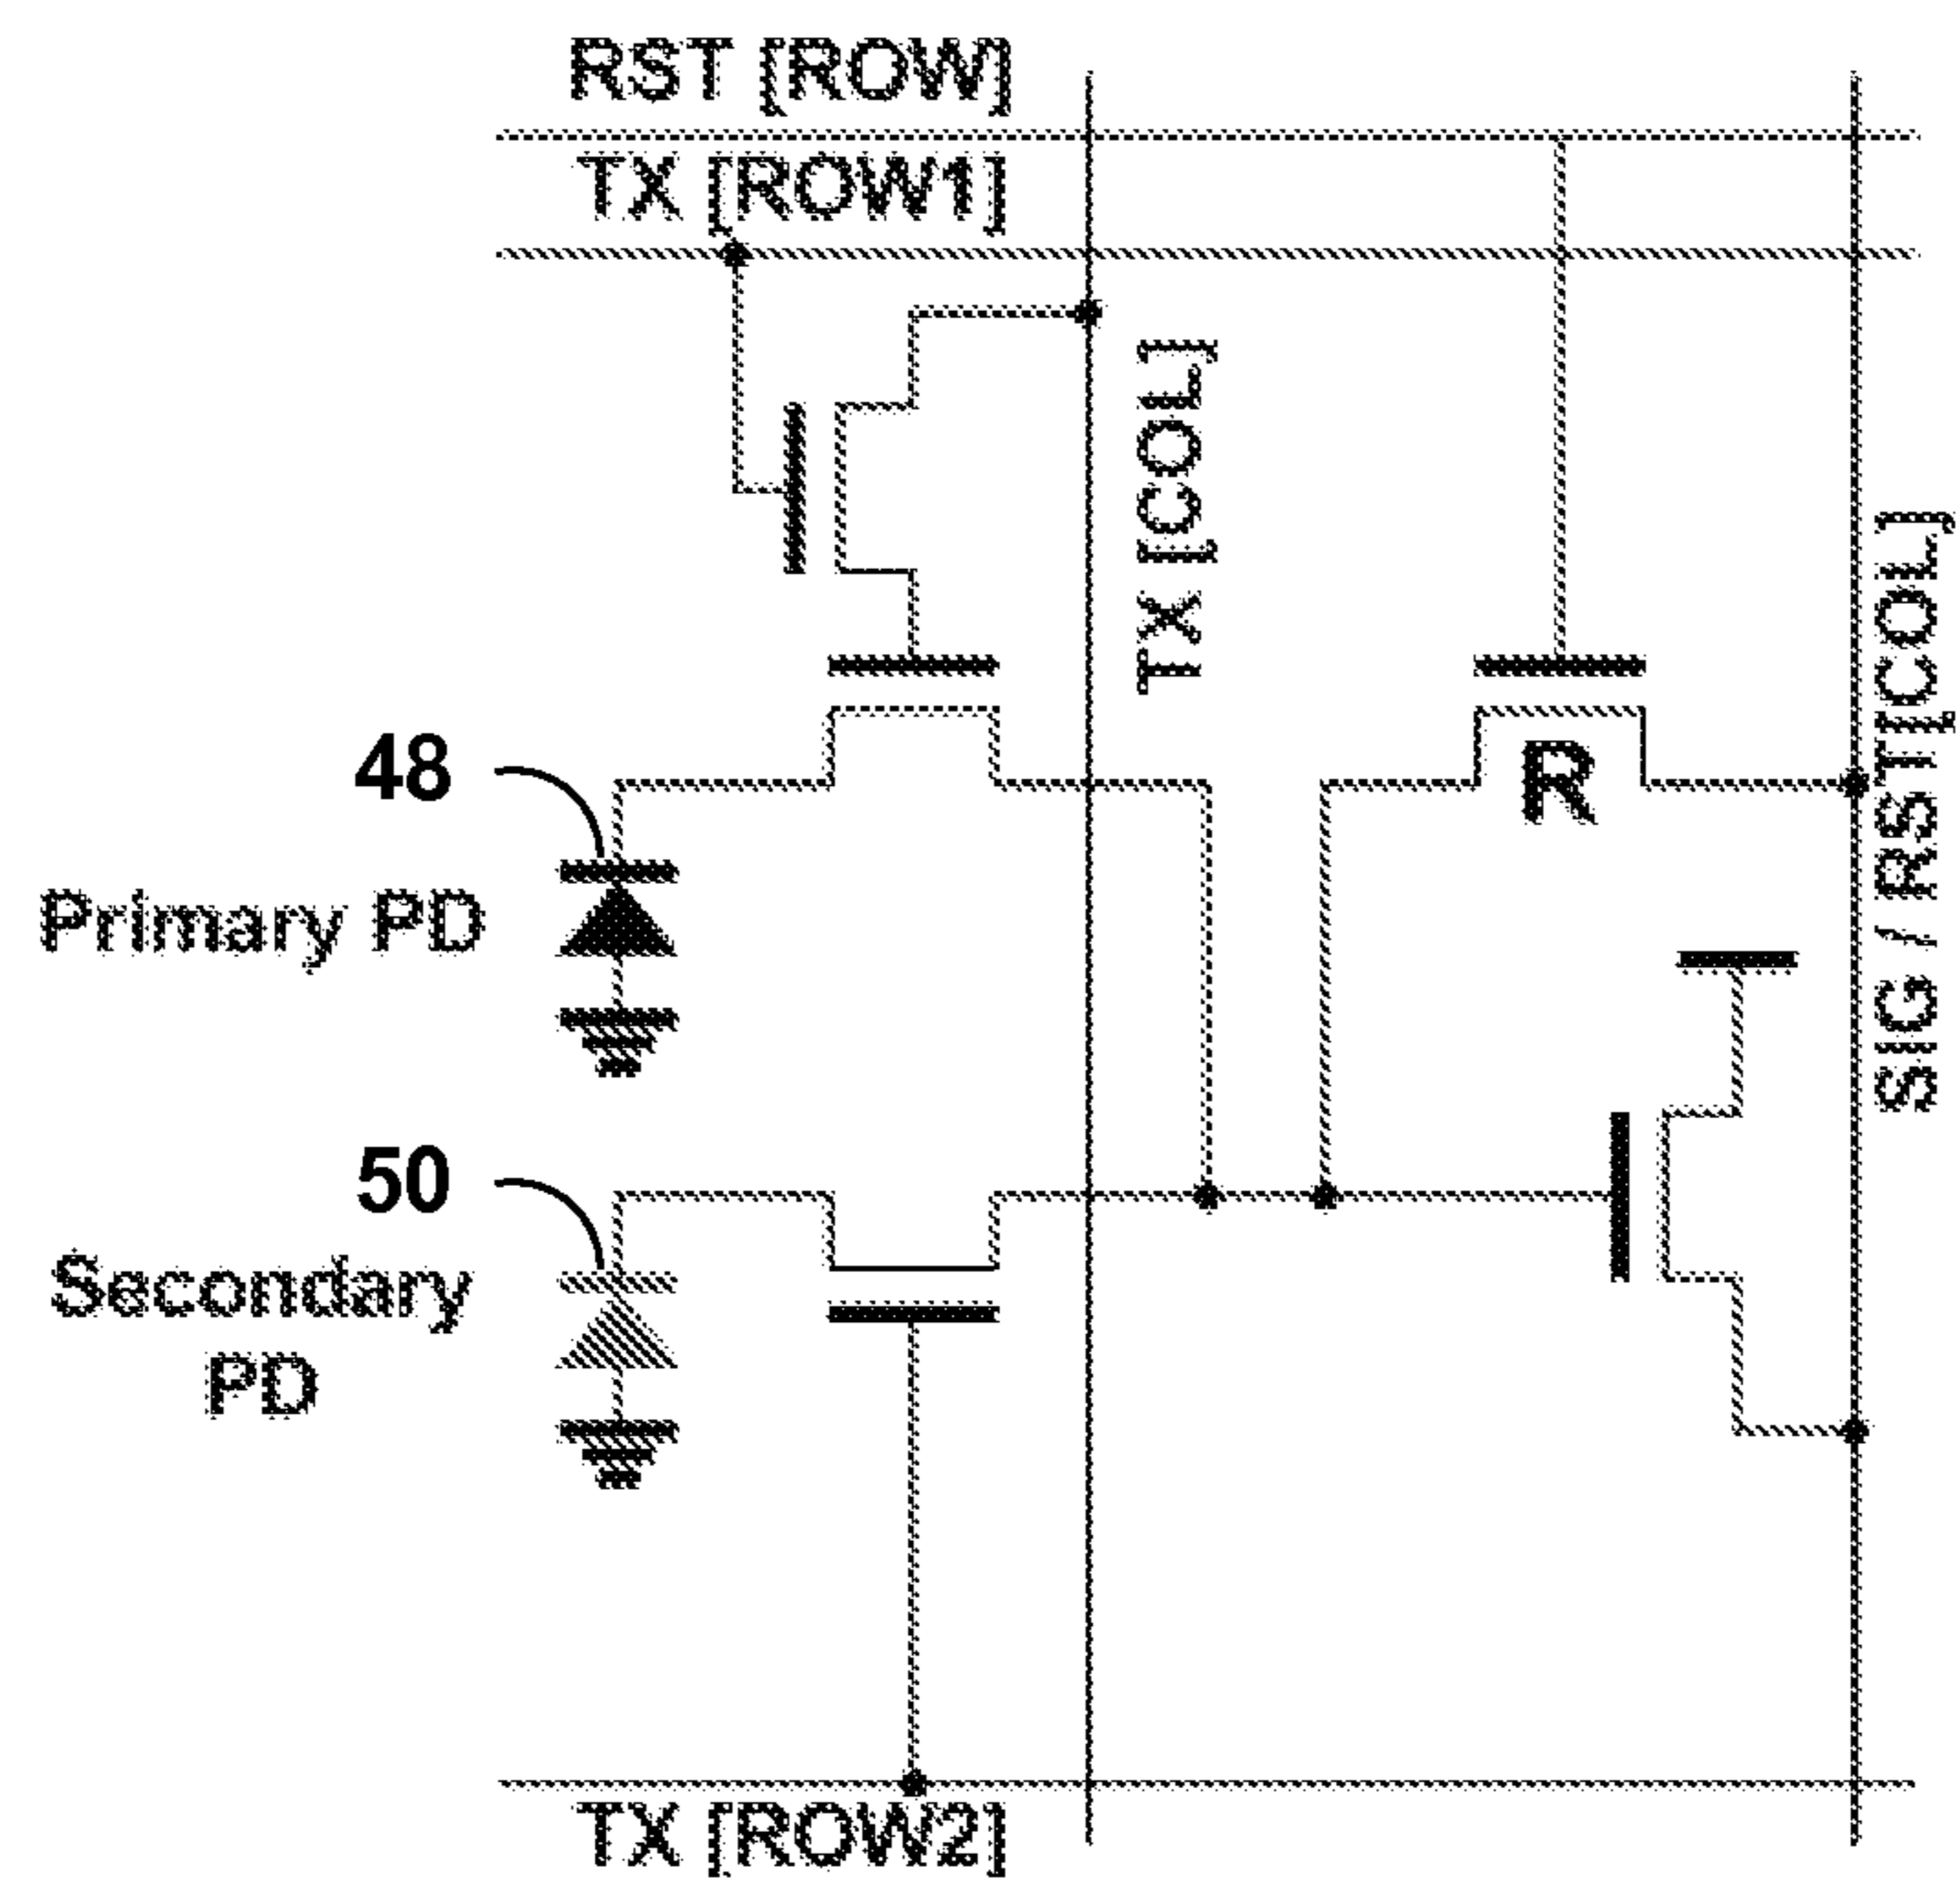 RST [ROW]
TX [ROW1]
TX [COL]
SIG / RST[COL]
48
R
Primary PD
50
Secondary
PD
TX [ROW2]